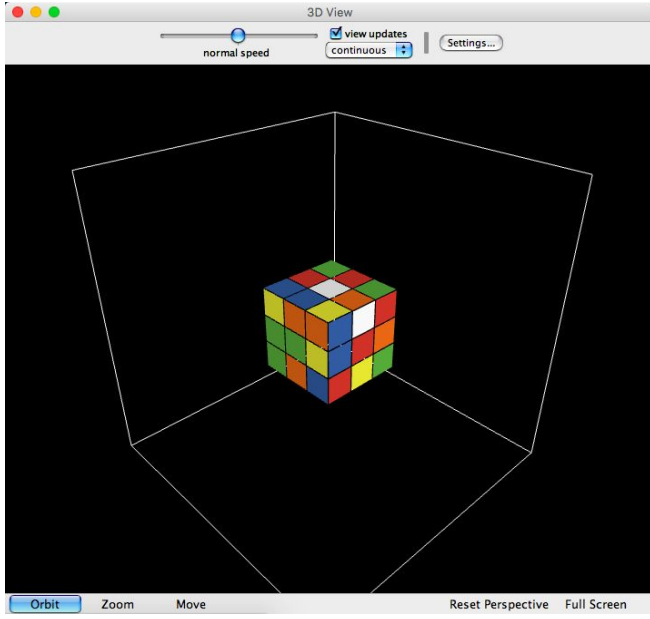 3D View
normal speed
view updates
continuous
Settings...
Orbit Zoom Move Reset Perspective Full Screen